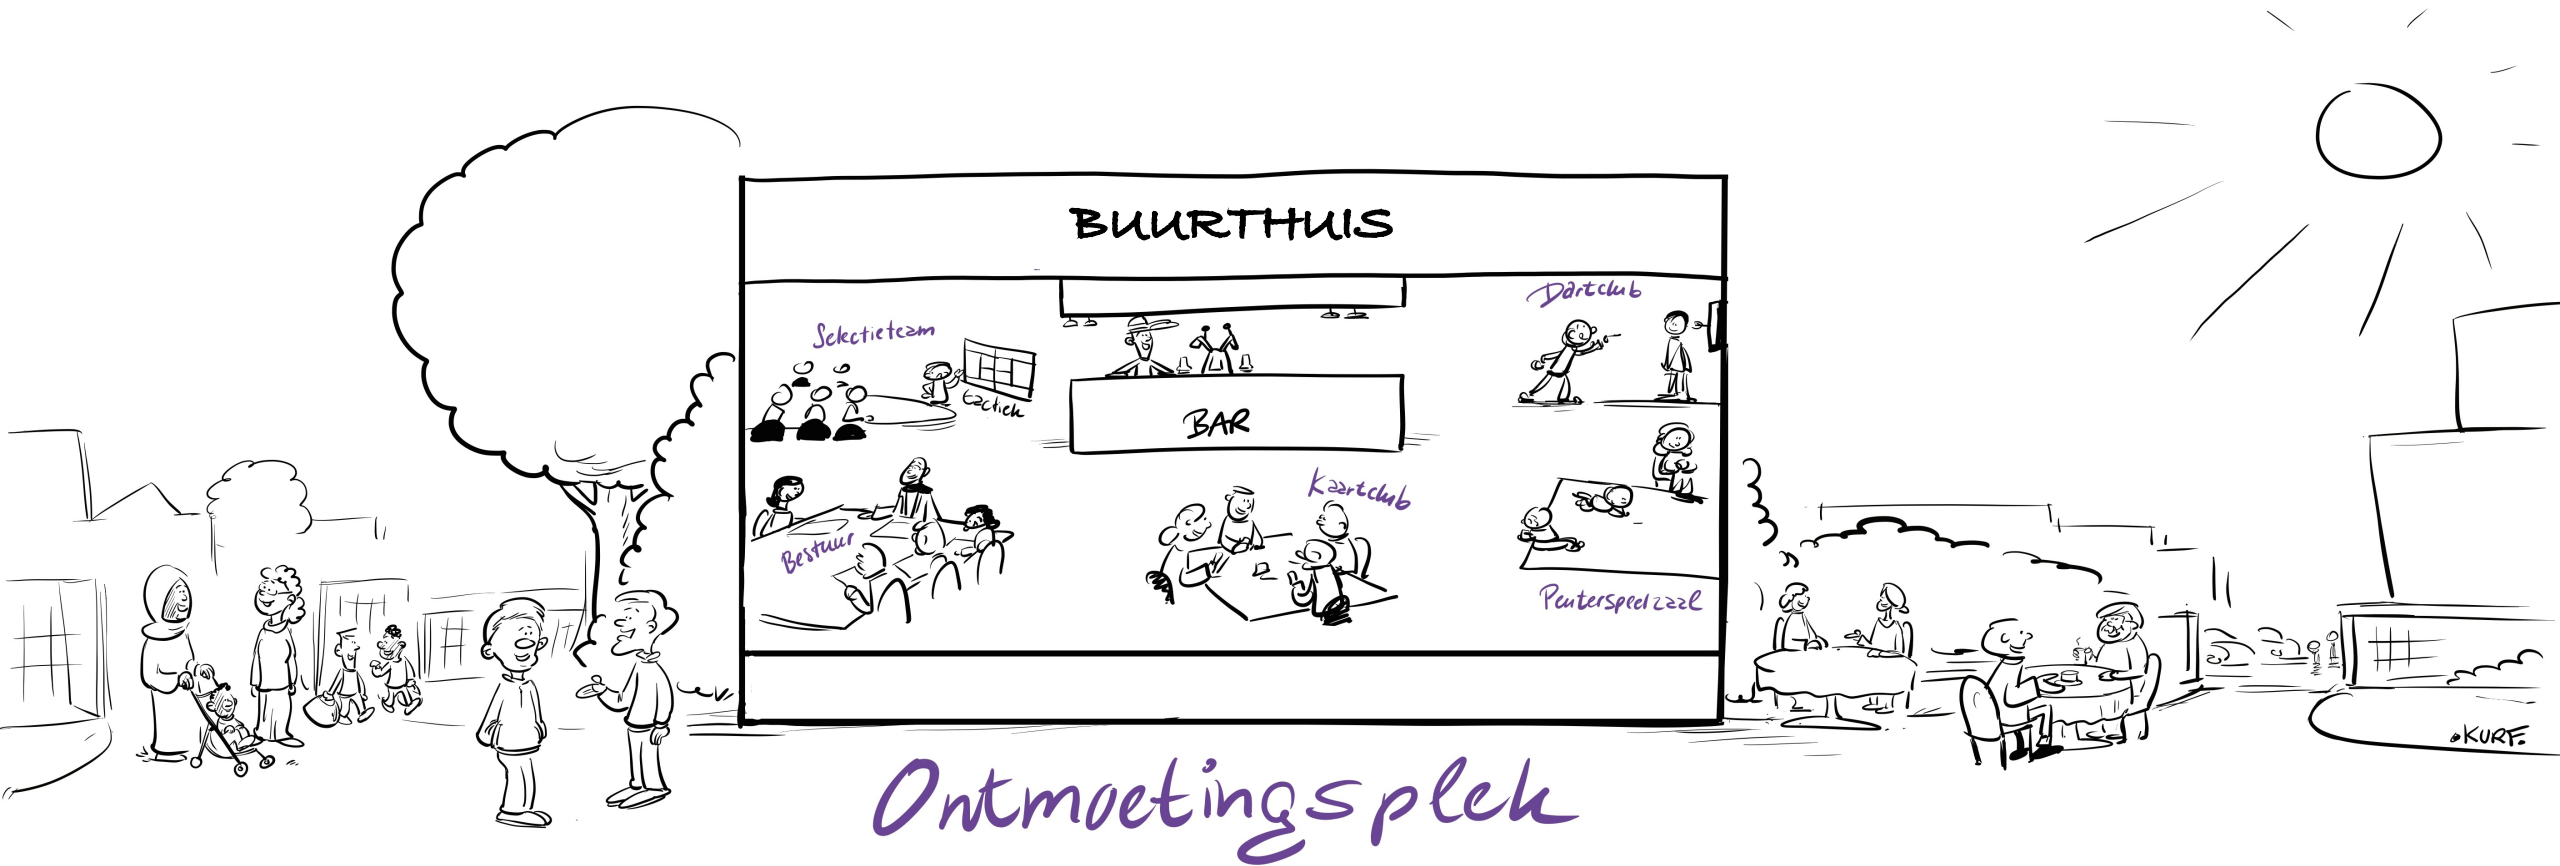 BUURTHUIS
Dartclub
Selectieteam
tactiek
BAR
Kaartclub
Bestuur
Peuterspeelzaal
KURF.
Ontmoetingsplek